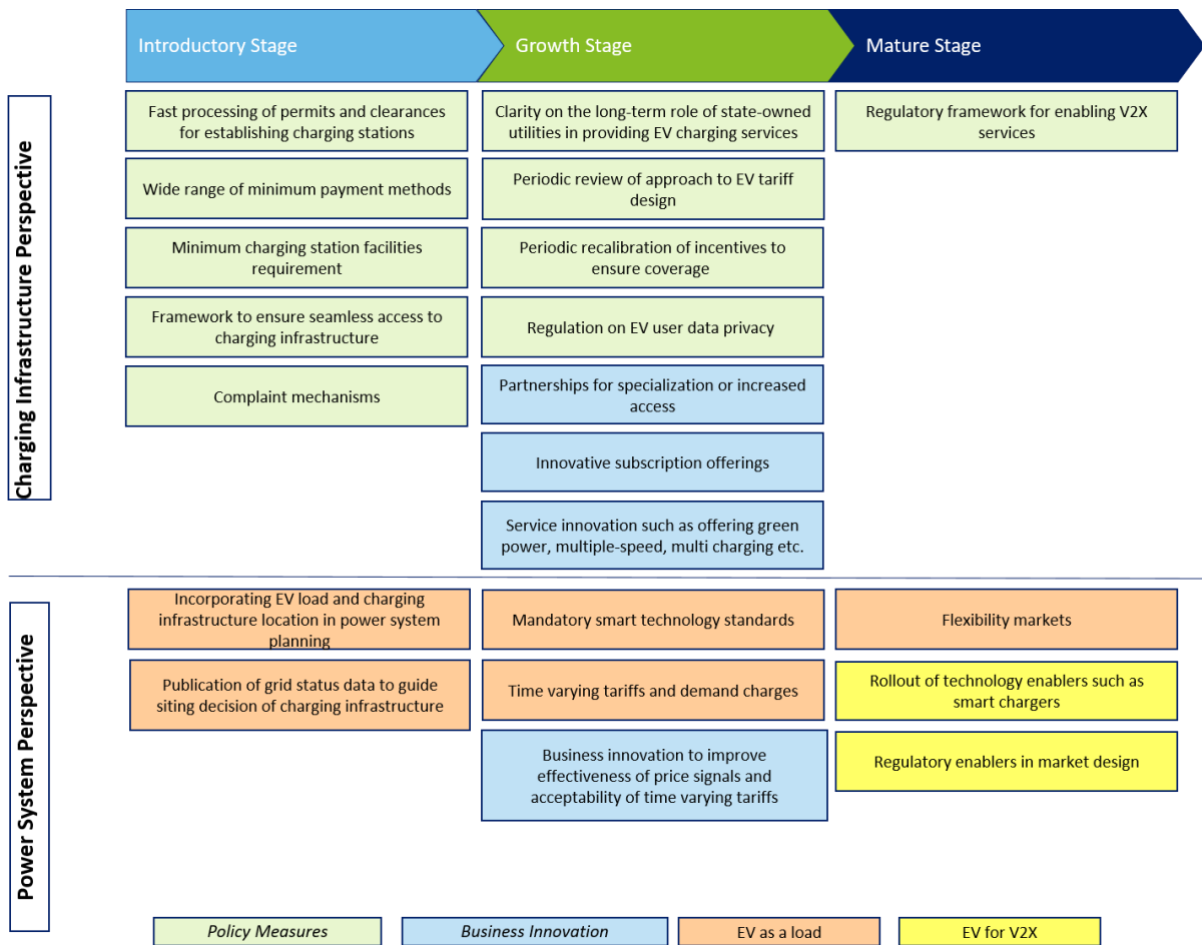 Introductory Stage
Growth Stage
Mature Stage
Charging Infrastructure Perspective
Fast processing of permits and clearances
for establishing charging stations
Wide range of minimum payment methods
Minimum charging station facilities
requirement
Framework to ensure seamless access to
charging infrastructure
Complaint mechanisms
Clarity on the long-term role of state-owned
utilities in providing EV charging services
Periodic review of approach to EV tariff
design
Periodic recalibration of incentives to
ensure coverage
Regulation on EV user data privacy
Partnerships for specialization or increased
access
Innovative subscription offerings
Service innovation such as offering green
power, multiple-speed, multi charging etc.
Regulatory framework for enabling V2X
services
Power System Perspective
Incorporating EV load and charging
infrastructure location in power system
planning
Publication of grid status data to guide
siting decision of charging infrastructure
Mandatory smart technology standards
Time varying tariffs and demand charges
Business innovation to improve
effectiveness of price signals and
acceptability of time varying tariffs
Flexibility markets
Rollout of technology enablers such as
smart chargers
Regulatory enablers in market design
Policy Measures
Business Innovation
EV as a load
EV for V2X